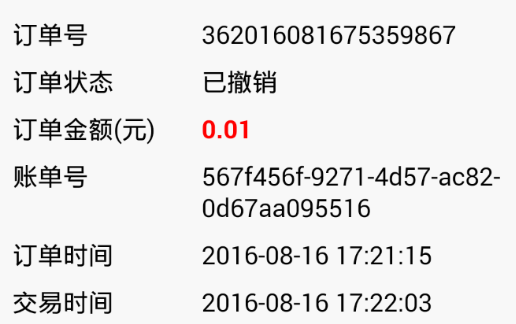 订单号 362016081675359867
订单状态 已撤销
订单金额(元) 0.01
账单号 567f456f-9271-4d57-ac82-
0d67aa095516
订单时间 2016-08-16 17:21:15
交易时间 2016-08-16 17:22:03